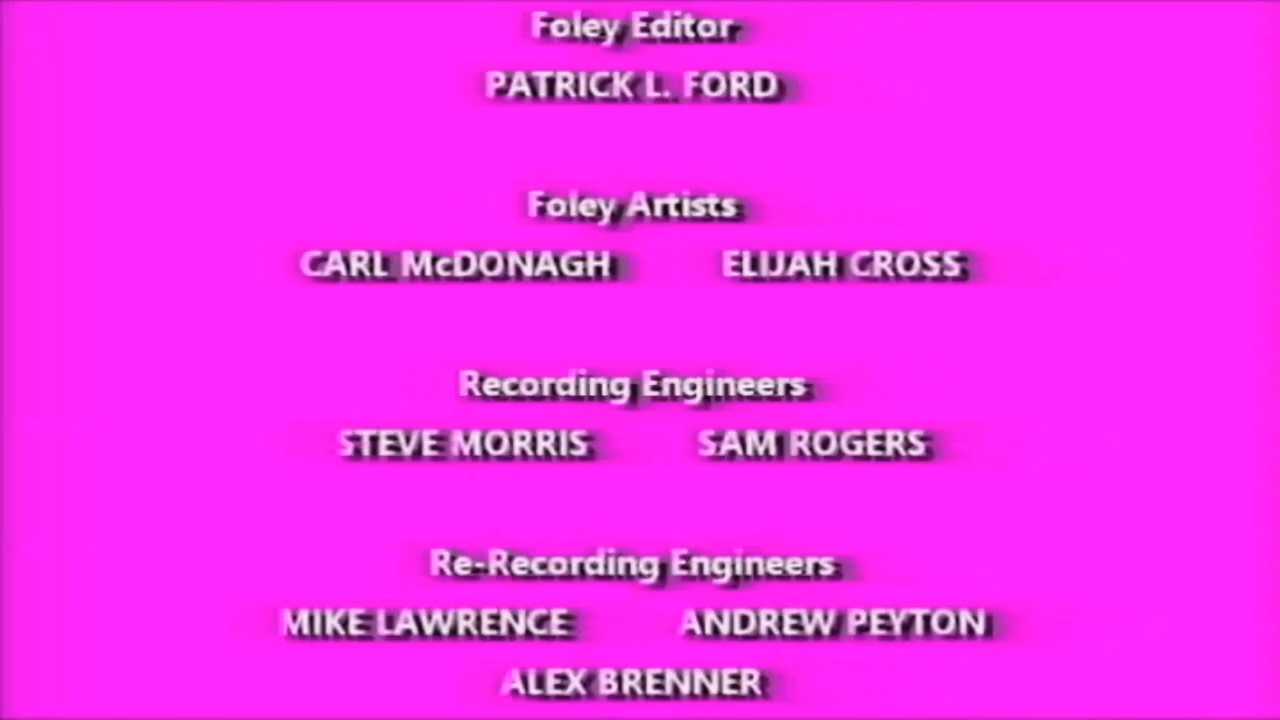 Foley Editor
PATRICK L. FORD
Foley Artists
CARL McDONAGH ELIJAH CROSS
Recording Engineers
STEVE MORRIS SAM ROGERS
Re-Recording Engineers
MIKE LAWRENCE ANDREW PEYTON
ALEX BRENNER